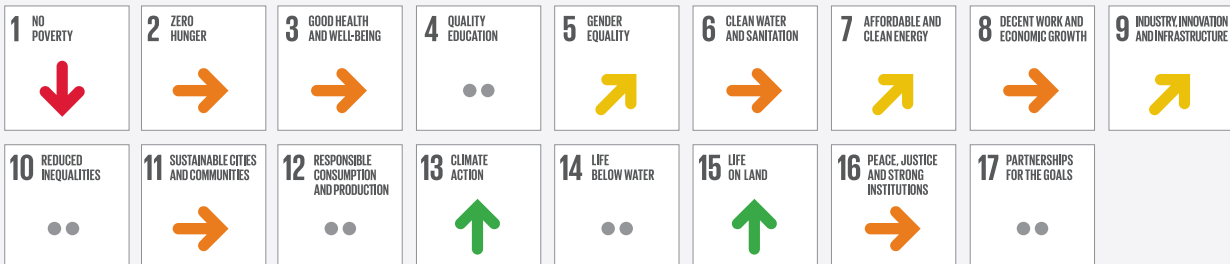 1 NO
POVERTY
2 ZERO
HUNGER
3 GOOD HEALTH
AND WELL-BEING
4 QUALITY
EDUCATION
5 GENDER
EQUALITY
6 CLEAN WATER
AND SANITATION
7 AFFORDABLE AND
CLEAN ENERGY
8 DECENT WORK AND
ECONOMIC GROWTH
9 INDUSTRY, INNOVATION
AND INFRASTRUCTURE
10 REDUCED
INEQUALITIES
11 SUSTAINABLE CITIES
AND COMMUNITIES
12 RESPONSIBLE
CONSUMPTION
AND PRODUCTION
13 CLIMATE
ACTION
14 LIFE
BELOW WATER
15 LIFE
ON LAND
16 PEACE, JUSTICE
AND STRONG
INSTITUTIONS
17 PARTNERSHIPS
FOR THE GOALS